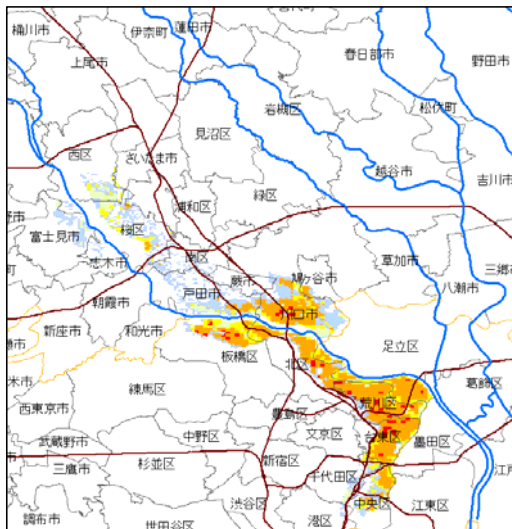 桶川市
伊奈町
蓮田市
上尾市
春日部市
野田市
岩槻区
松伏町
見沼区
西区
さいたま市
越谷市
吉川市
緑区
浦和区
桜区
富士見市
南区
志木市
草加市
三郷
蕨市
鳩ヶ谷市
八潮市
戸田市
朝霞市
川口市
新座市
和光市
足立区
板橋区
北区
葛飾区
練馬区
荒川区
西東京市
豊島区
文京区
台東区
墨田区
武蔵野市
中野区
新宿区
三鷹市
杉並区
千代田区
江戸
中央区
江東区
渋谷区
港区
調布市
世田谷区